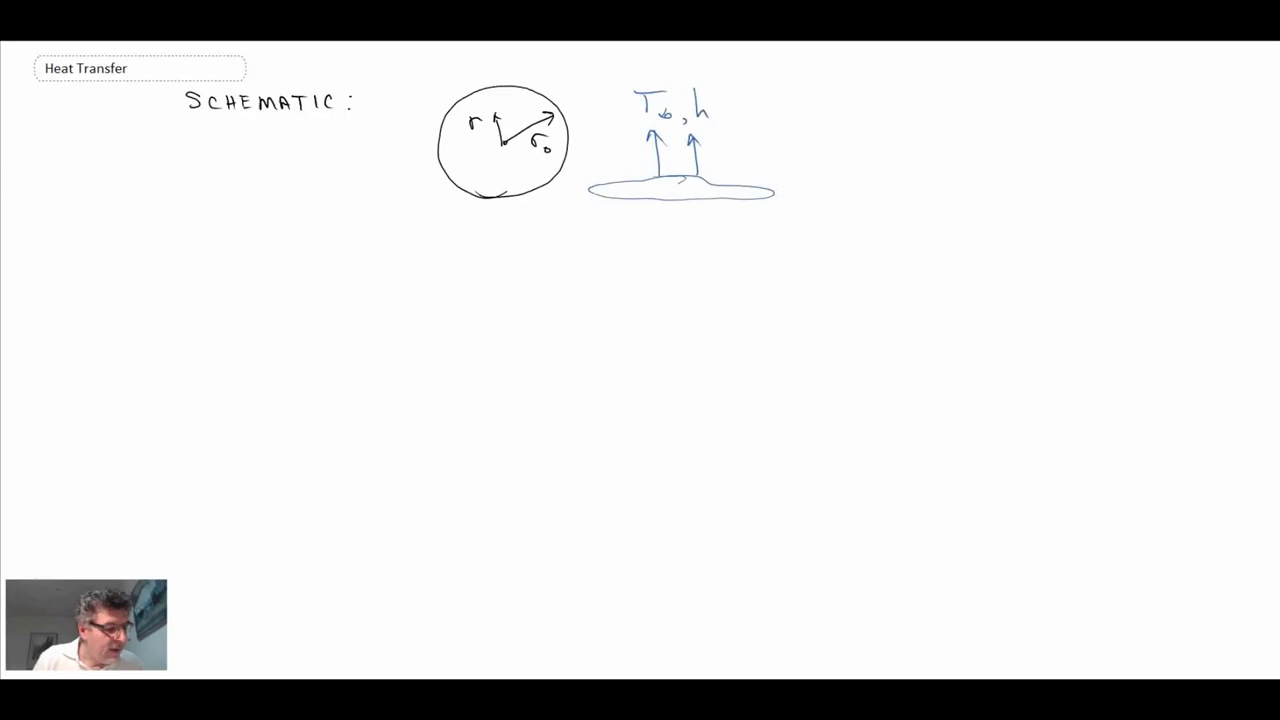 Heat Transfer
SCHEMATIC:
r
r₀
T∞, h